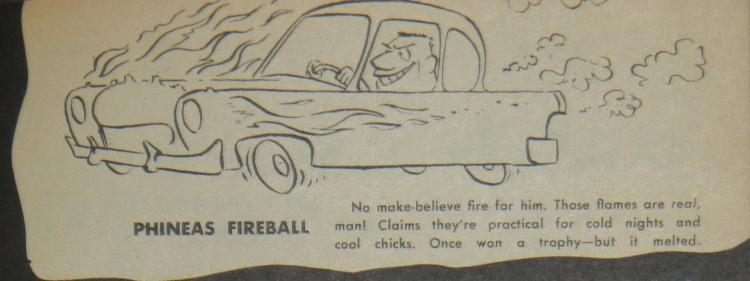 PHINEAS FIREBALL
No make-believe fire for him. Those flames are real,
man! Claims they're practical for cold nights and
cool chicks. Once won a trophy—but it melted.